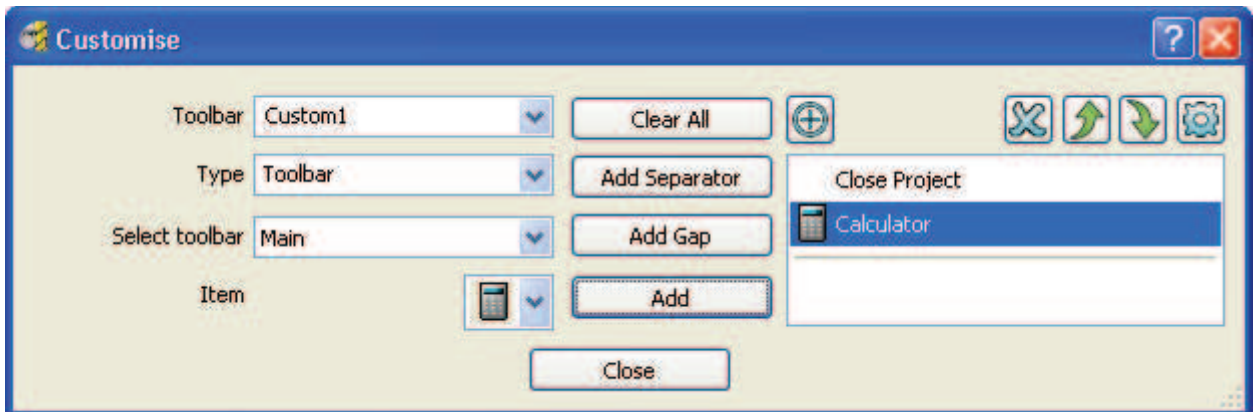 Customise
Toolbar Custom1 Clear All
Type Toolbar Add Separator Close Project
Select toolbar Main Add Gap Calculator
Item Add
Close